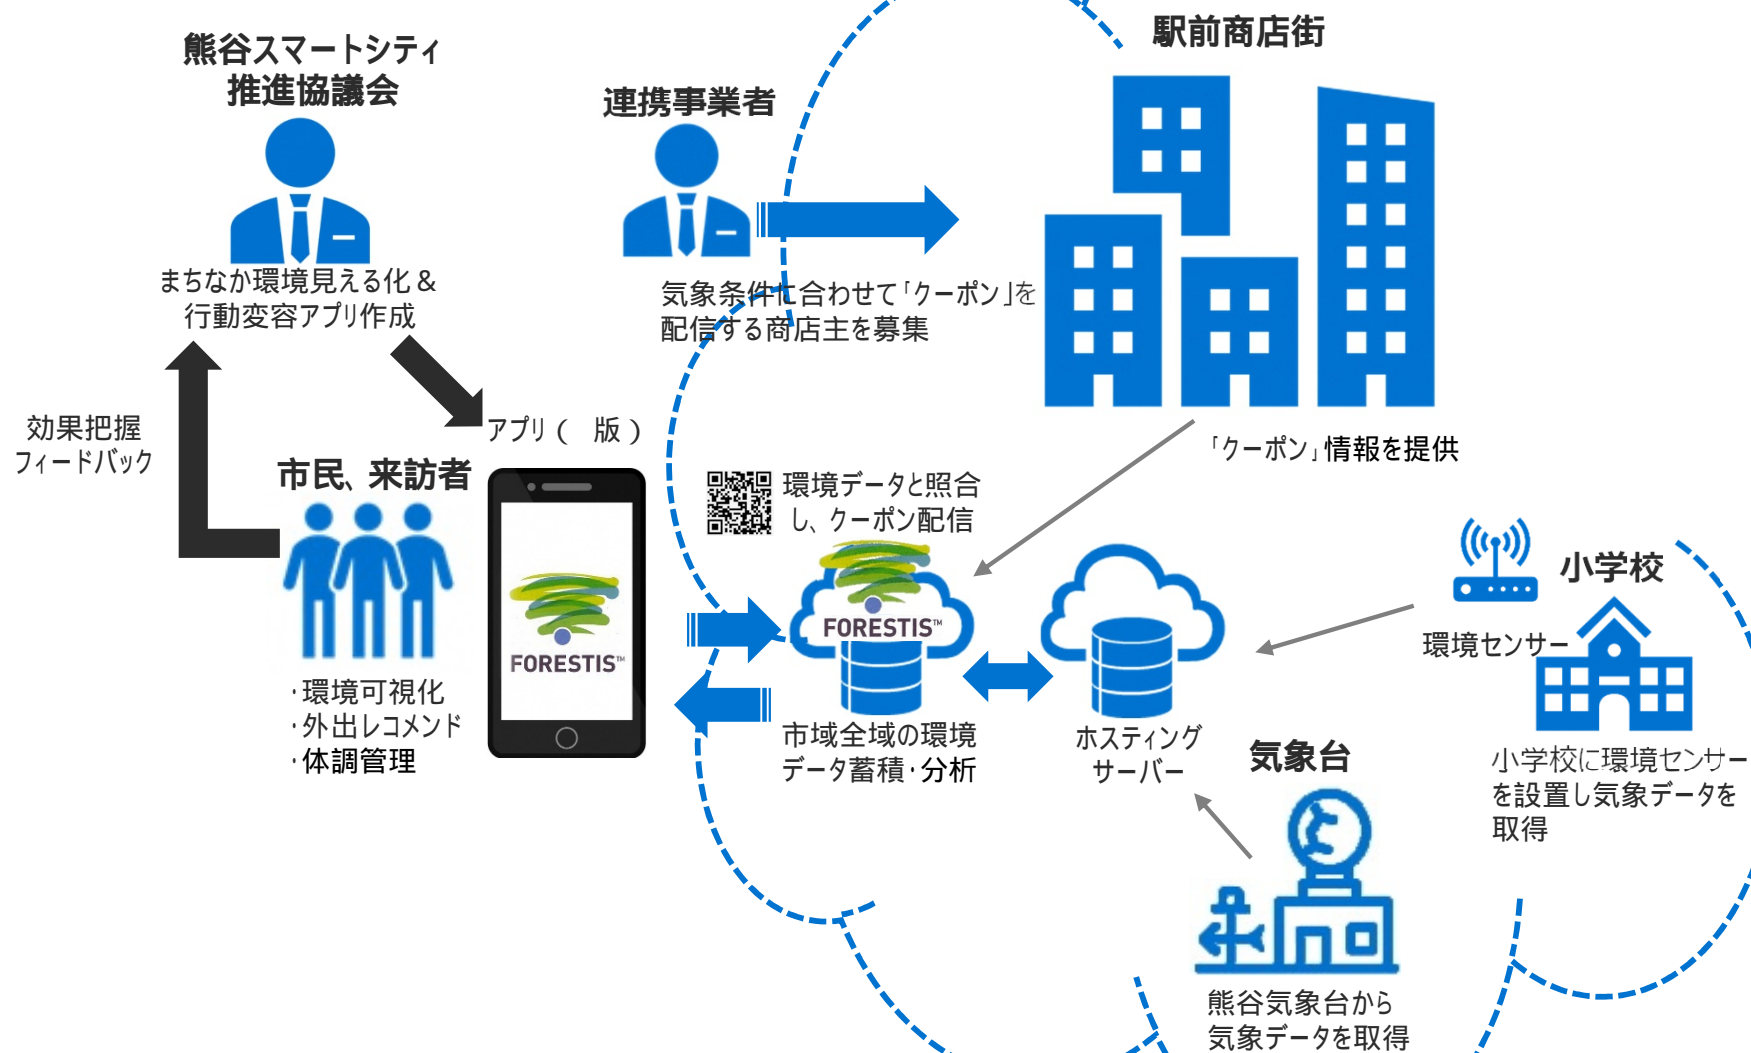 熊谷スマートシティ
推進協議会
まちなか環境見える化＆
行動変容アプリ作成
連携事業者
気象条件に合わせて「クーポン」を
配信する商店主を募集
駅前商店街
「クーポン」情報を提供
効果把握
フィードバック
市民、来訪者
・環境可視化
・外出レコメンド
・体調管理
アプリ（　版）
FORESTIS™
環境データと照合
し、クーポン配信
FORESTIS™
市域全域の環境
データ蓄積・分析
ホスティング
サーバー
環境センサー
小学校
小学校に環境センサー
を設置し気象データを
取得
気象台
熊谷気象台から
気象データを取得